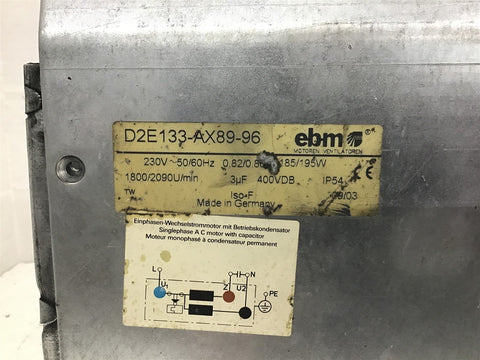 D2E133-AX89-96
ebm
MOTOREN VENTILATOREN
230V ~50/60Hz 185/195W
1800/2090U/min 3µF 400VDB IP54
TW Iso-F
Made in Germany
Einphasen-Wechselstrommotor mit Betriebskondensator
Singlephase A C motor with capacitor
Moteur monophasé à condensateur permanent
L N
U1 Z U2 PE